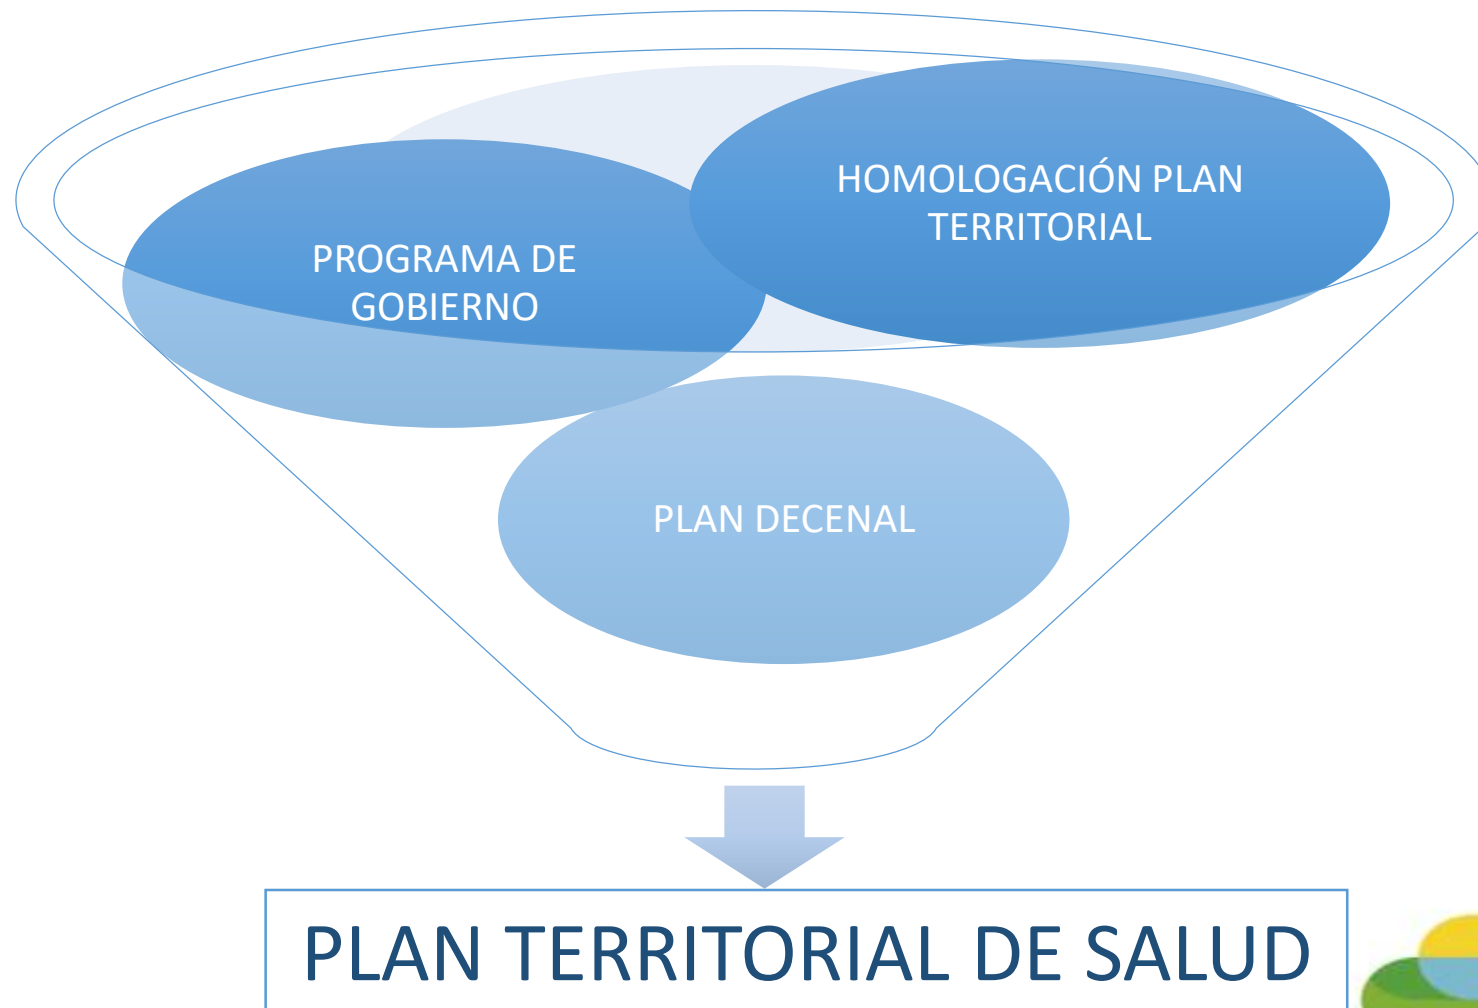 HOMOLOGACIÓN PLAN
TERRITORIAL
PROGRAMA DE
GOBIERNO
PLAN DECENAL
PLAN TERRITORIAL DE SALUD